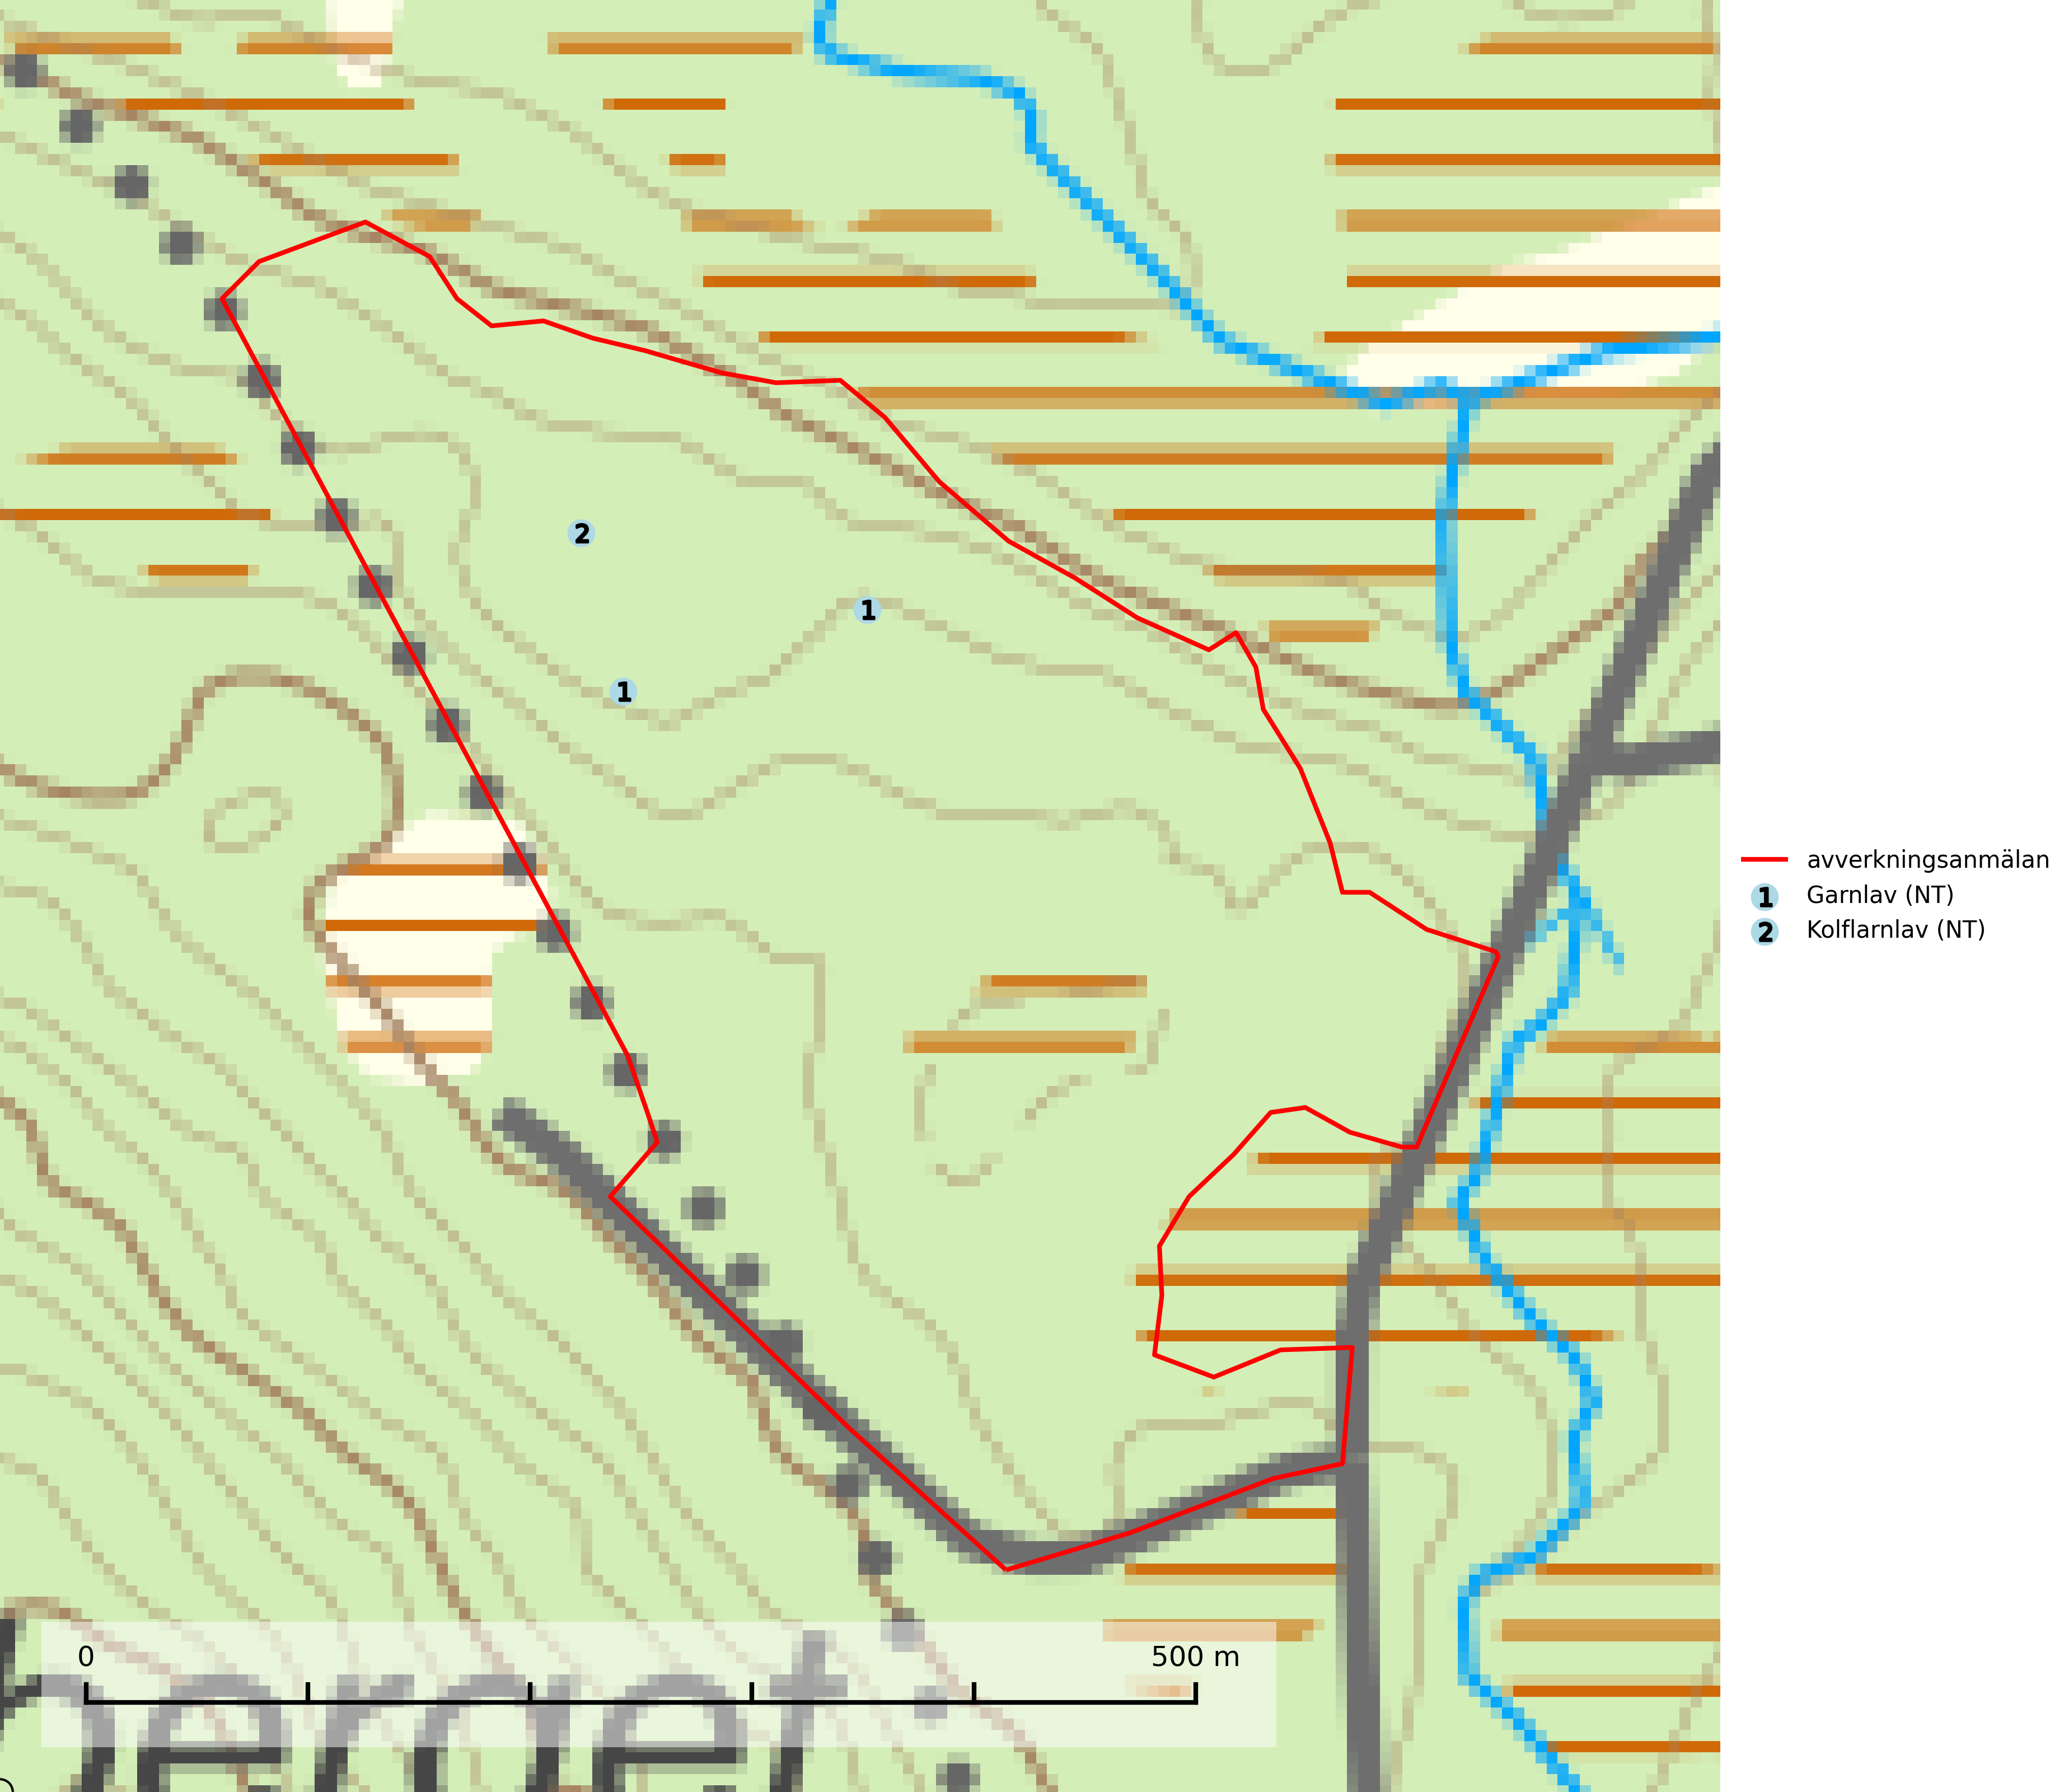 2
1
1
avverkningsanmälan
1 Garnlav (NT)
2 Kolflarnlav (NT)
0 500 m